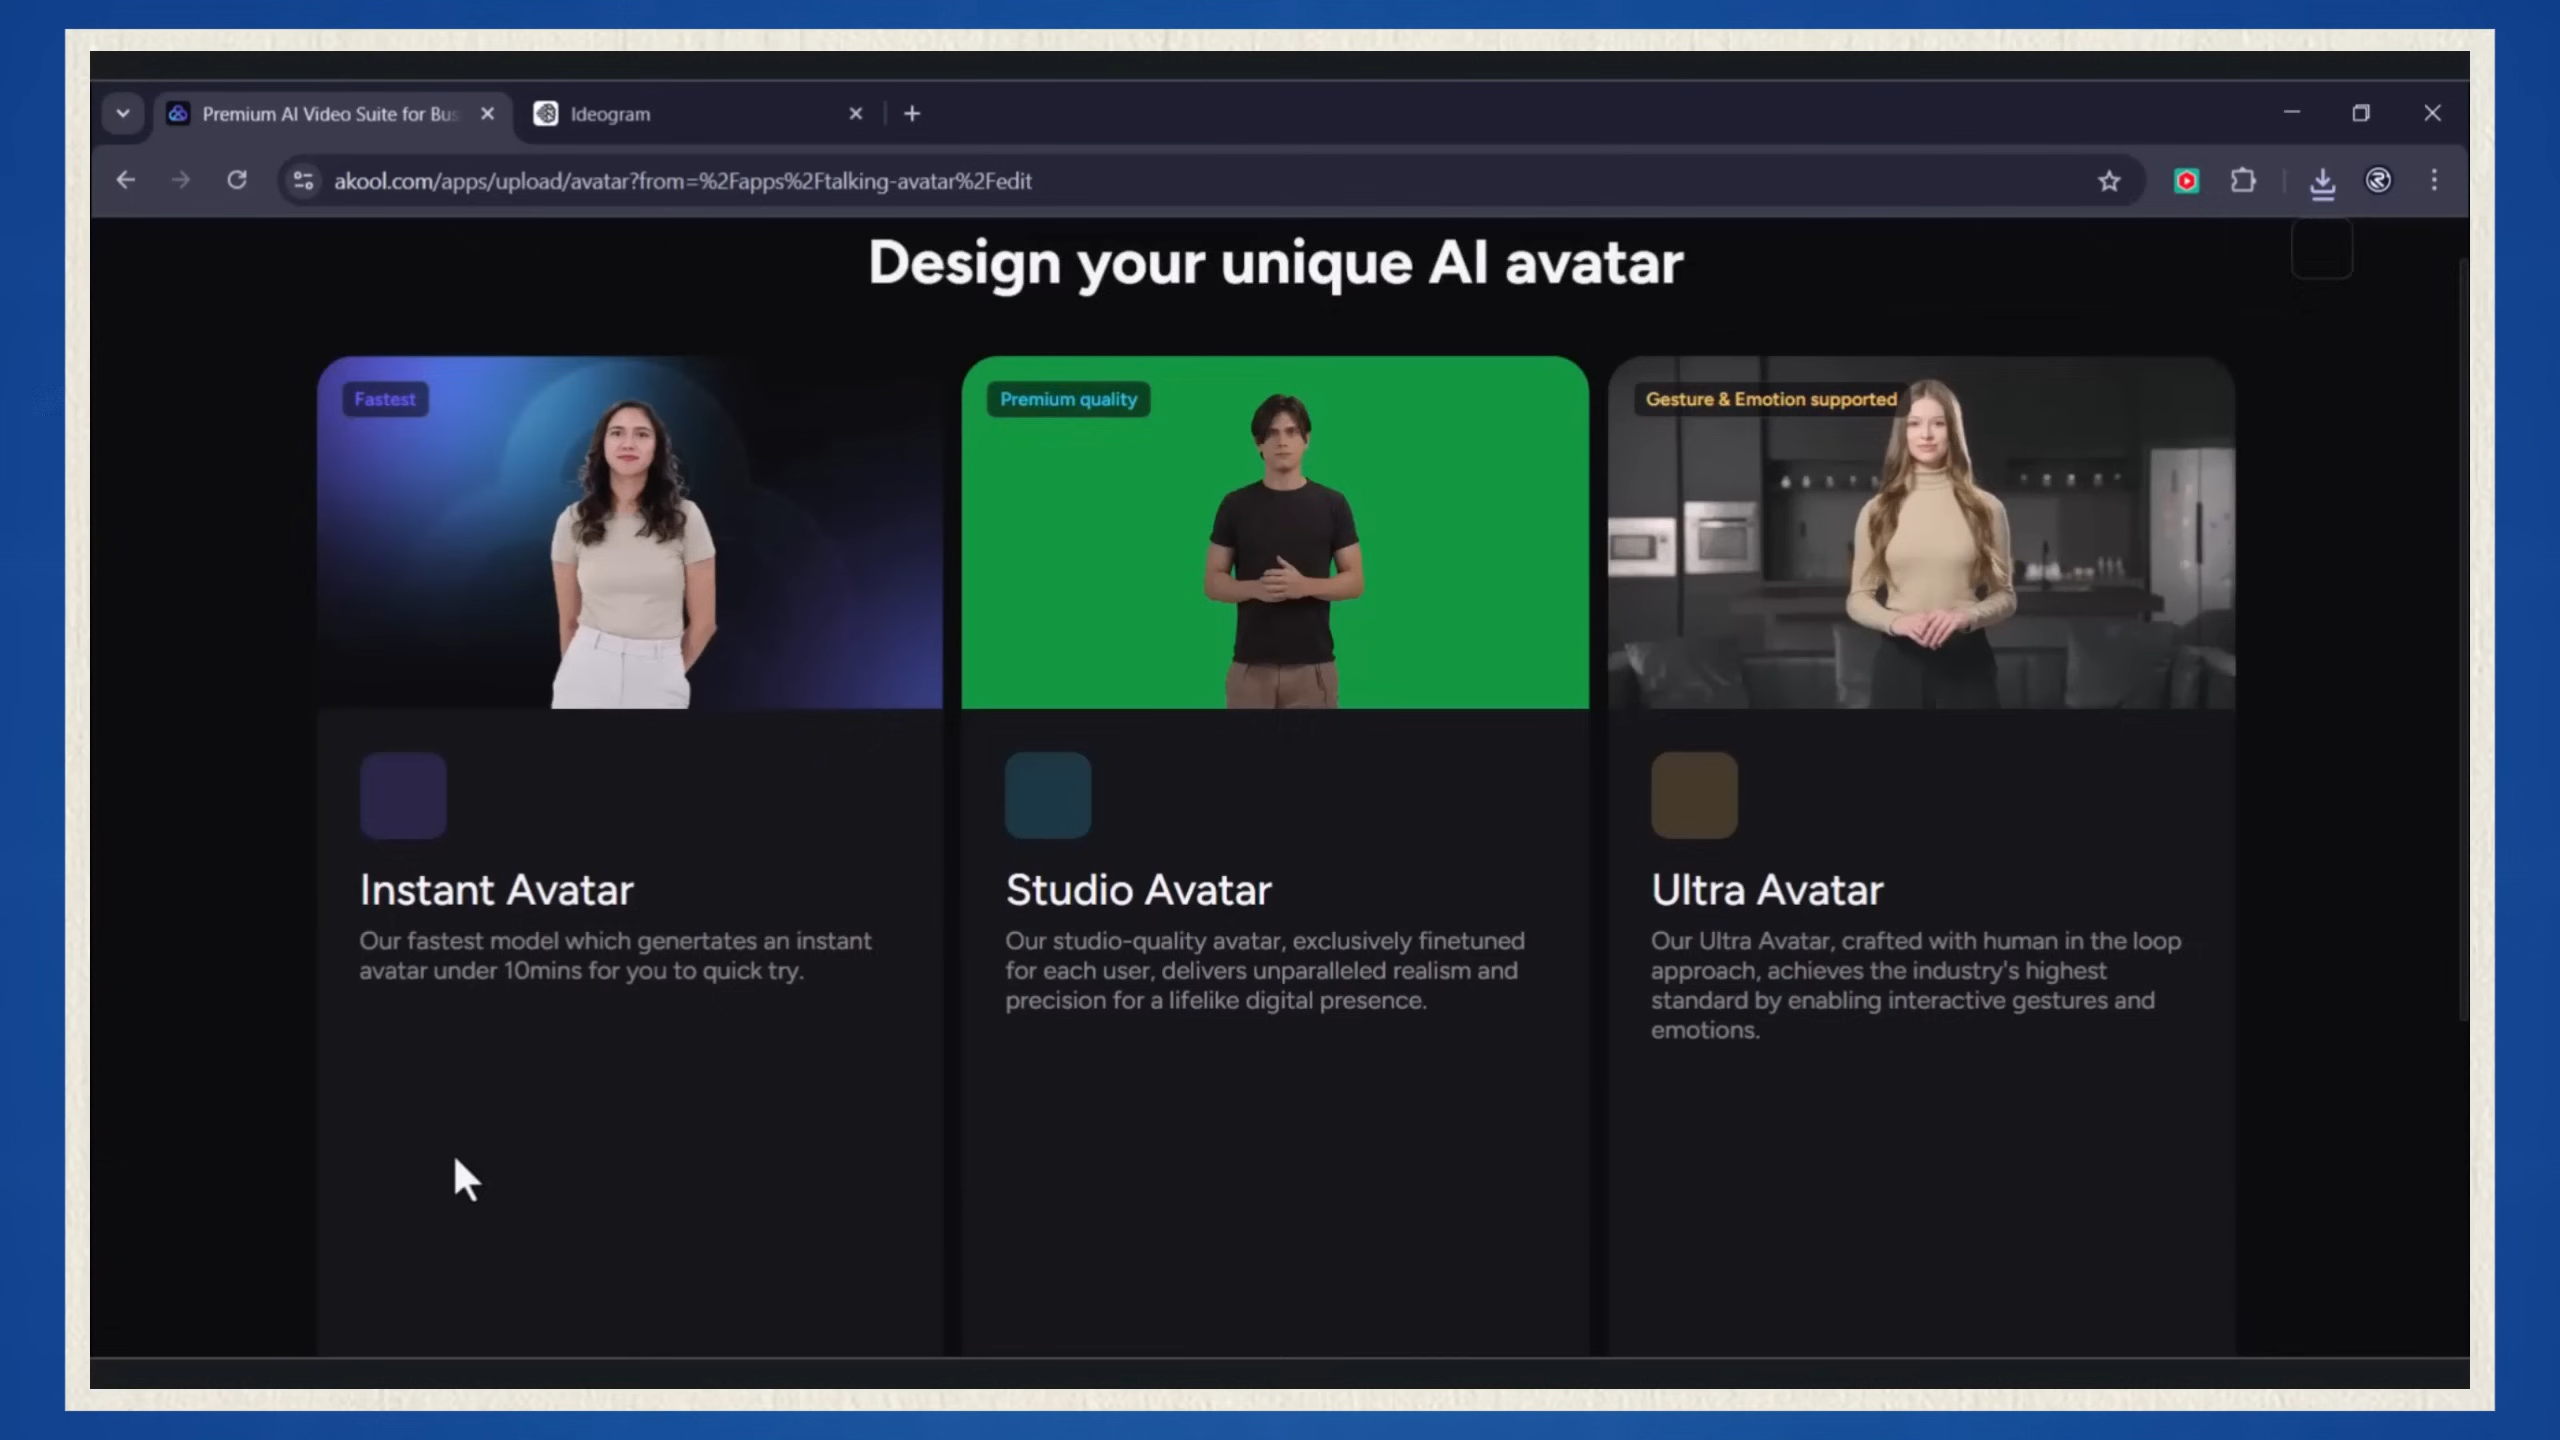 Premium AI Video Suite for Bus
Ideogram
akool.com/apps/upload/avatar?from=%2Fapps%2Ftalking-avatar%2Fedit
Design your unique AI avatar
Fastest
Premium quality
Gesture & Emotion supported
Instant Avatar
Our fastest model which genertates an instant
avatar under 10mins for you to quick try.
Studio Avatar
Our studio-quality avatar, exclusively finetuned
for each user, delivers unparalleled realism and
precision for a lifelike digital presence.
Ultra Avatar
Our Ultra Avatar, crafted with human in the loop
approach, achieves the industry's highest
standard by enabling interactive gestures and
emotions.